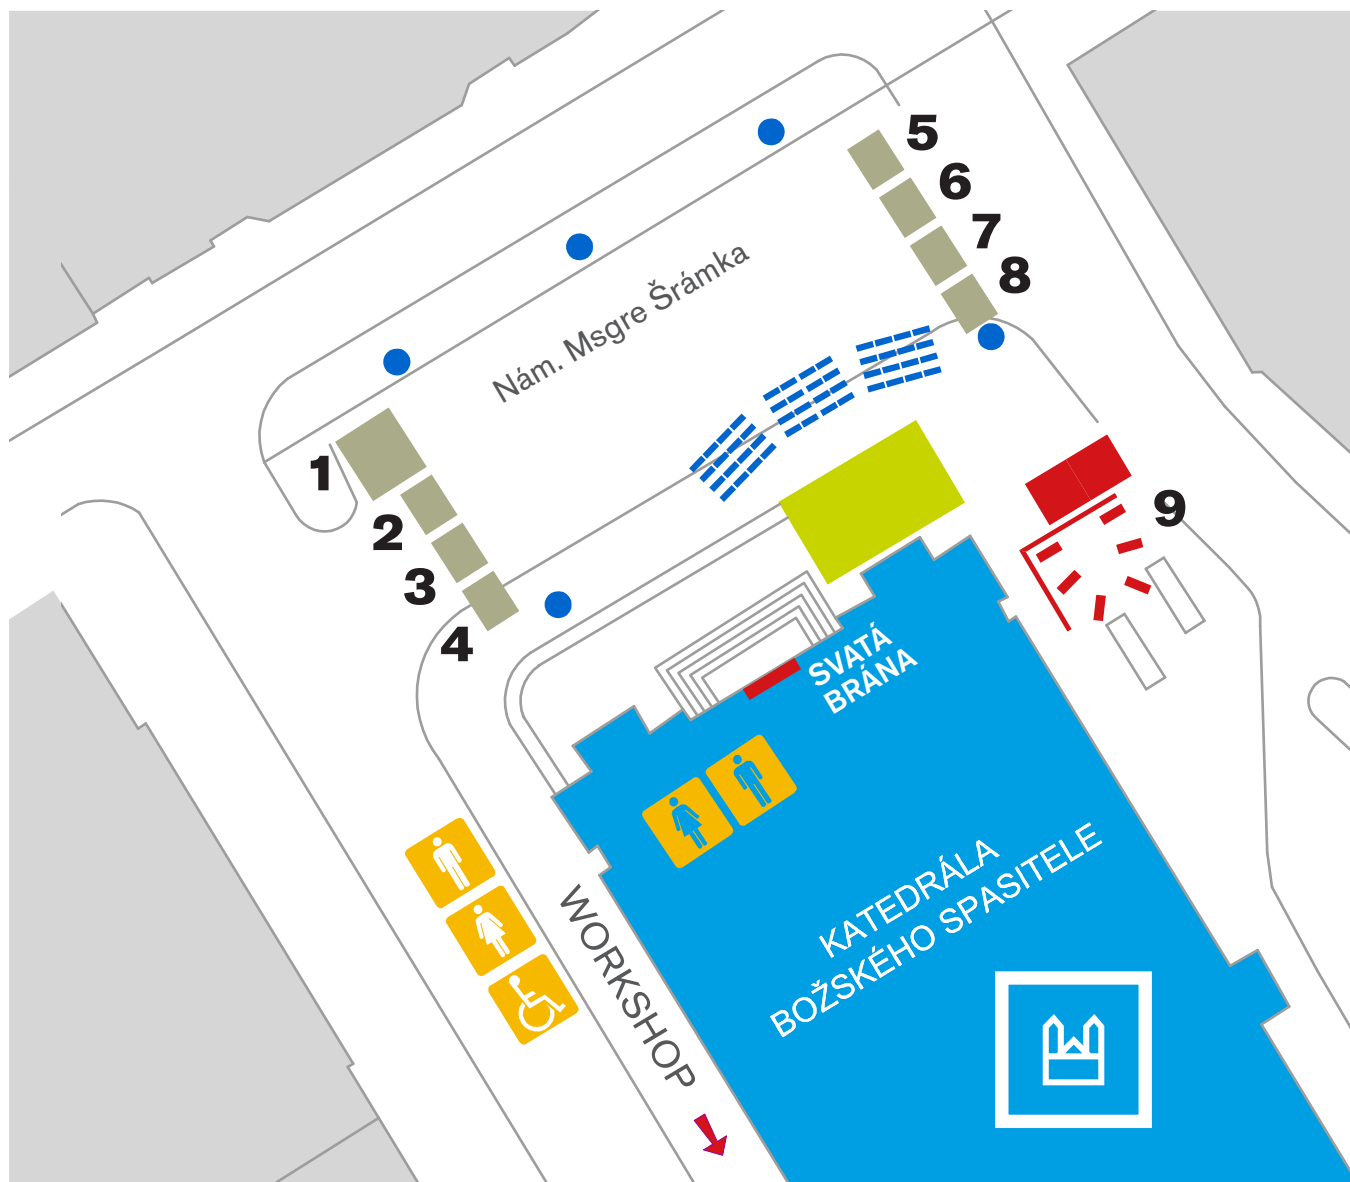 5
6
7
8
Nám. Msgre Šrámka
1
2
3
4
9
SVATÁ
BRÁNA
WORKSHOP
KATEDRÁLA
BOŽSKÉHO SPASITELE